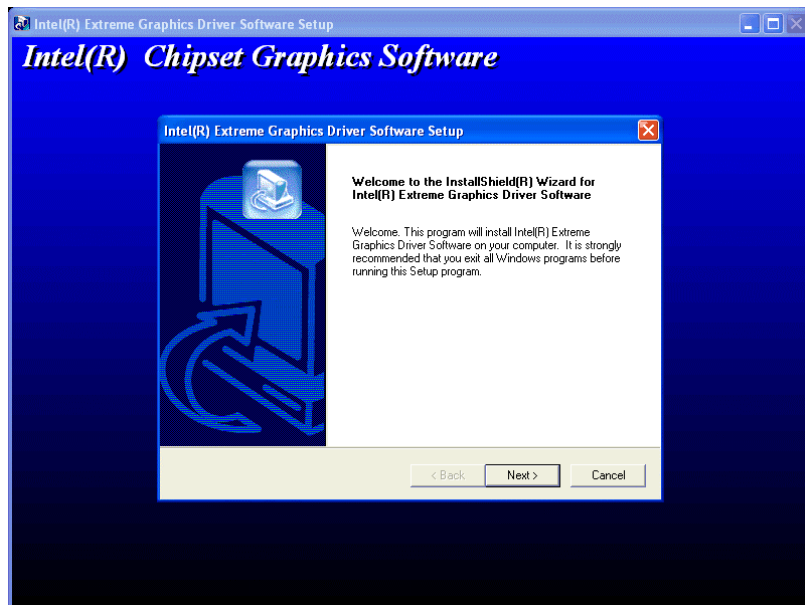 Intel(R) Extreme Graphics Driver Software Setup
Intel(R) Chipset Graphics Software
Intel(R) Extreme Graphics Driver Software Setup
Welcome to the InstallShield(R) Wizard for
Intel(R) Extreme Graphics Driver Software
Welcome. This program will install Intel(R) Extreme
Graphics Driver Software on your computer. It is strongly
recommended that you exit all Windows programs before
running this Setup program.
< Back Next > Cancel